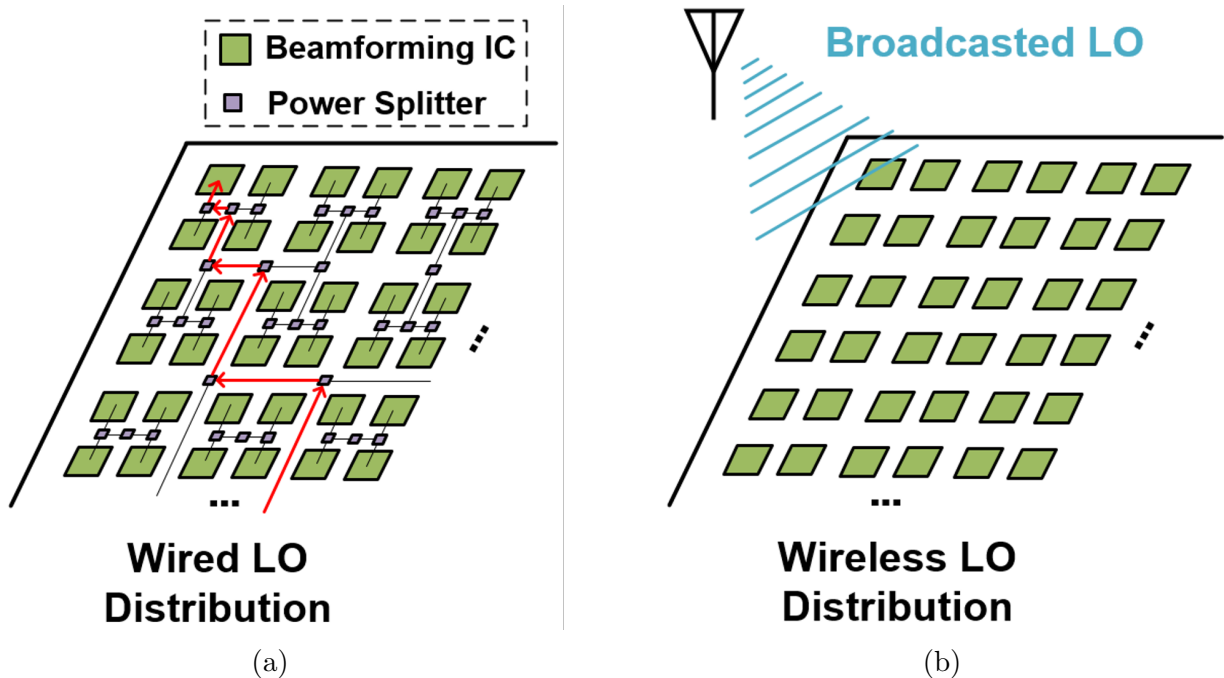 Beamforming IC
Power Splitter
Wired LO
Distribution
(a)
Broadcasted LO
Wireless LO
Distribution
(b)